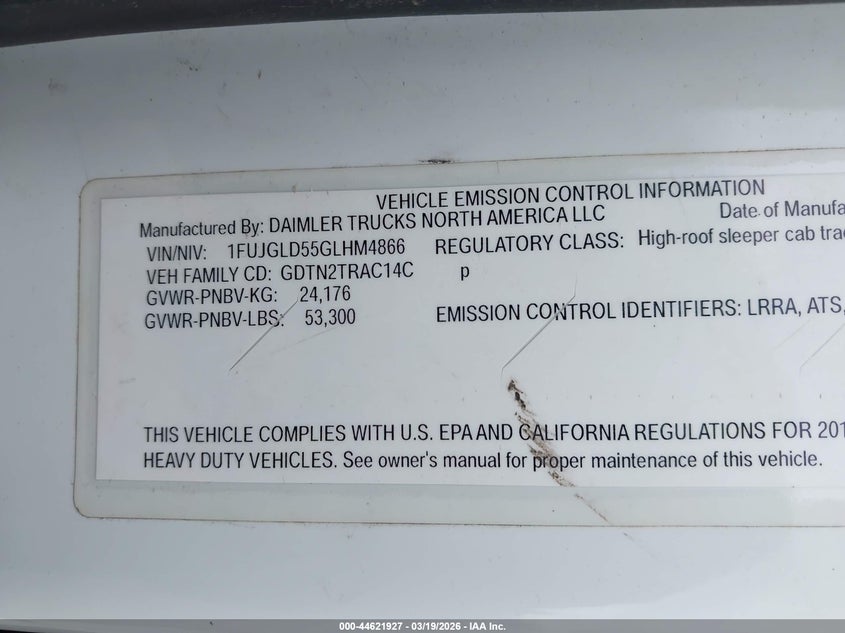 VEHICLE EMISSION CONTROL INFORMATION
Manufactured By: DAIMLER TRUCKS NORTH AMERICA LLC Date of Manufa
VIN/NIV: 1FUJGLD55GLHM4866 REGULATORY CLASS: High-roof sleeper cab trac
VEH FAMILY CD: GDTN2TRAC14C p
GVWR-PNBV-KG: 24,176
GVWR-PNBV-LBS: 53,300 EMISSION CONTROL IDENTIFIERS: LRRA, ATS,
THIS VEHICLE COMPLIES WITH U.S. EPA AND CALIFORNIA REGULATIONS FOR 201
HEAVY DUTY VEHICLES. See owner's manual for proper maintenance of this vehicle.
000-44621927 - 03/19/2026 - IAA Inc.